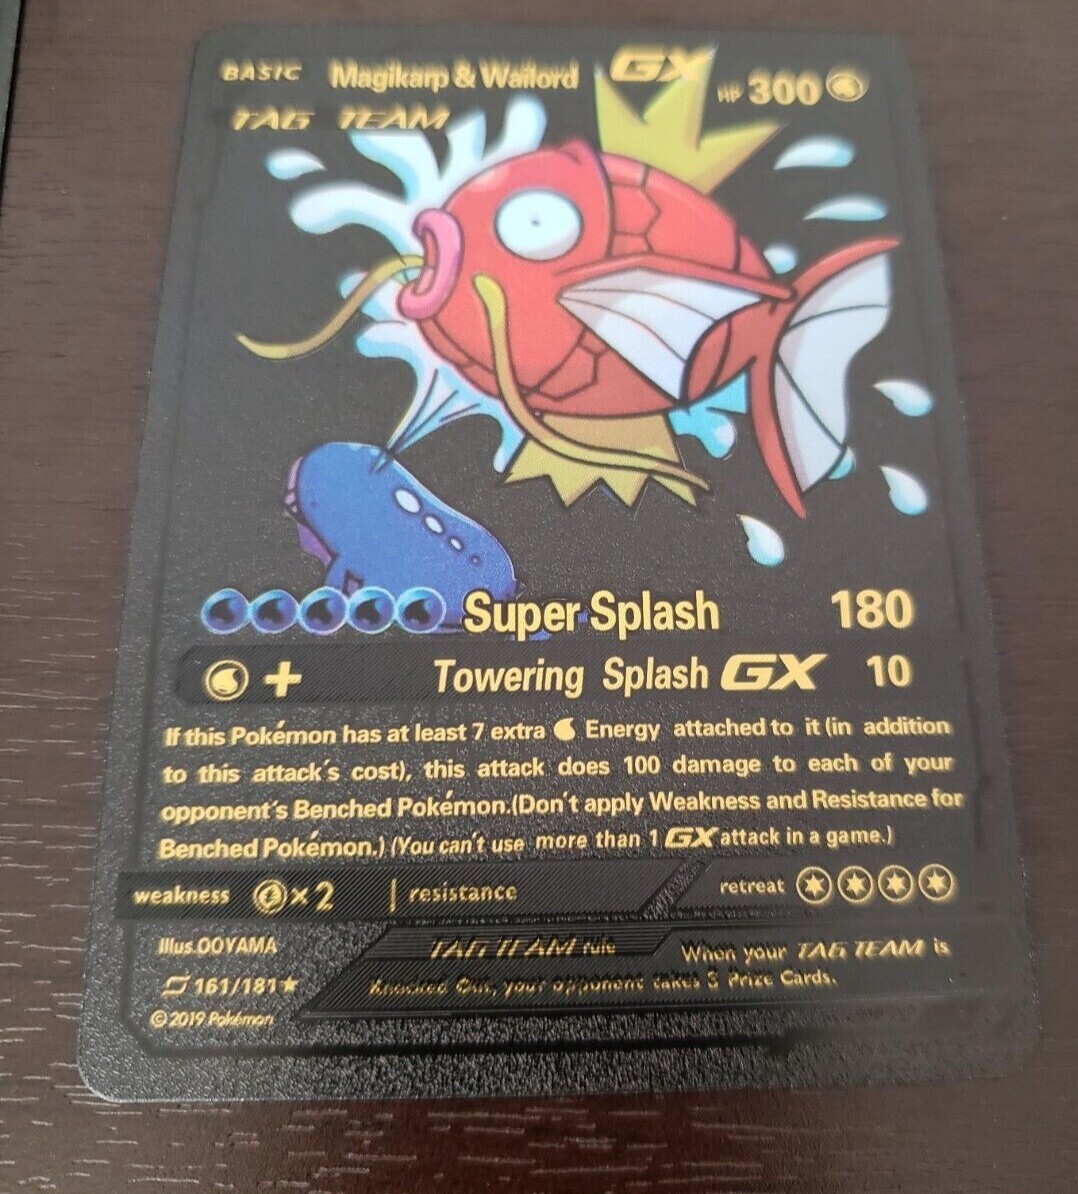 BASIC Magikarp & Wailord GX HP 300
TAG TEAM
Super Splash 180
+ Towering Splash GX 10
If this Pokémon has at least 7 extra Energy attached to it (in addition
to this attack's cost), this attack does 100 damage to each of your
opponent's Benched Pokémon.(Don't apply Weakness and Resistance for
Benched Pokémon.) (You can't use more than 1 GX attack in a game.)
weakness ×2 | resistance retreat
Illus.OOYAMA TAG TEAM rule When your TAG TEAM is
161/181★ Knocked Out, your opponent takes 3 Prize Cards.
©2019 Pokémon